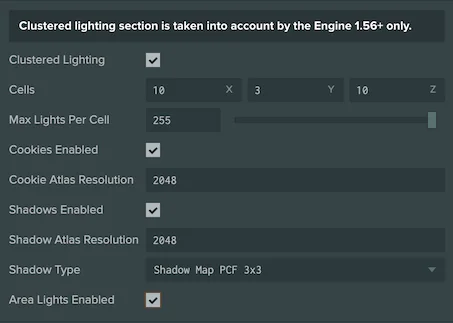 Clustered lighting section is taken into account by the Engine 1.56+ only.
Clustered Lighting
Cells 10 X 3 Y 10 Z
Max Lights Per Cell 255
Cookies Enabled
Cookie Atlas Resolution 2048
Shadows Enabled
Shadow Atlas Resolution 2048
Shadow Type Shadow Map PCF 3x3
Area Lights Enabled